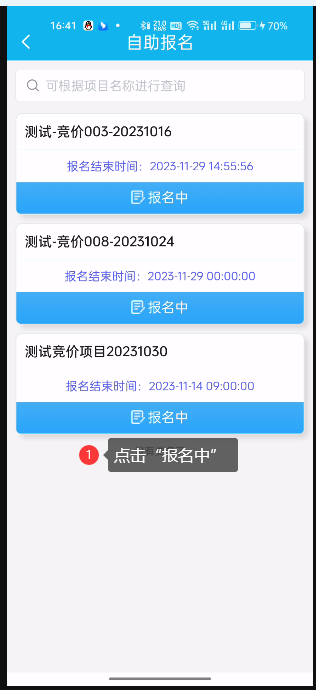 16:41 70%
自助报名
可根据项目名称进行查询
测试-竞价003-20231016
报名结束时间：2023-11-29 14:55:56
报名中
测试-竞价008-20231024
报名结束时间：2023-11-29 00:00:00
报名中
测试竞价项目20231030
报名结束时间：2023-11-14 09:00:00
报名中
1 点击“报名中”